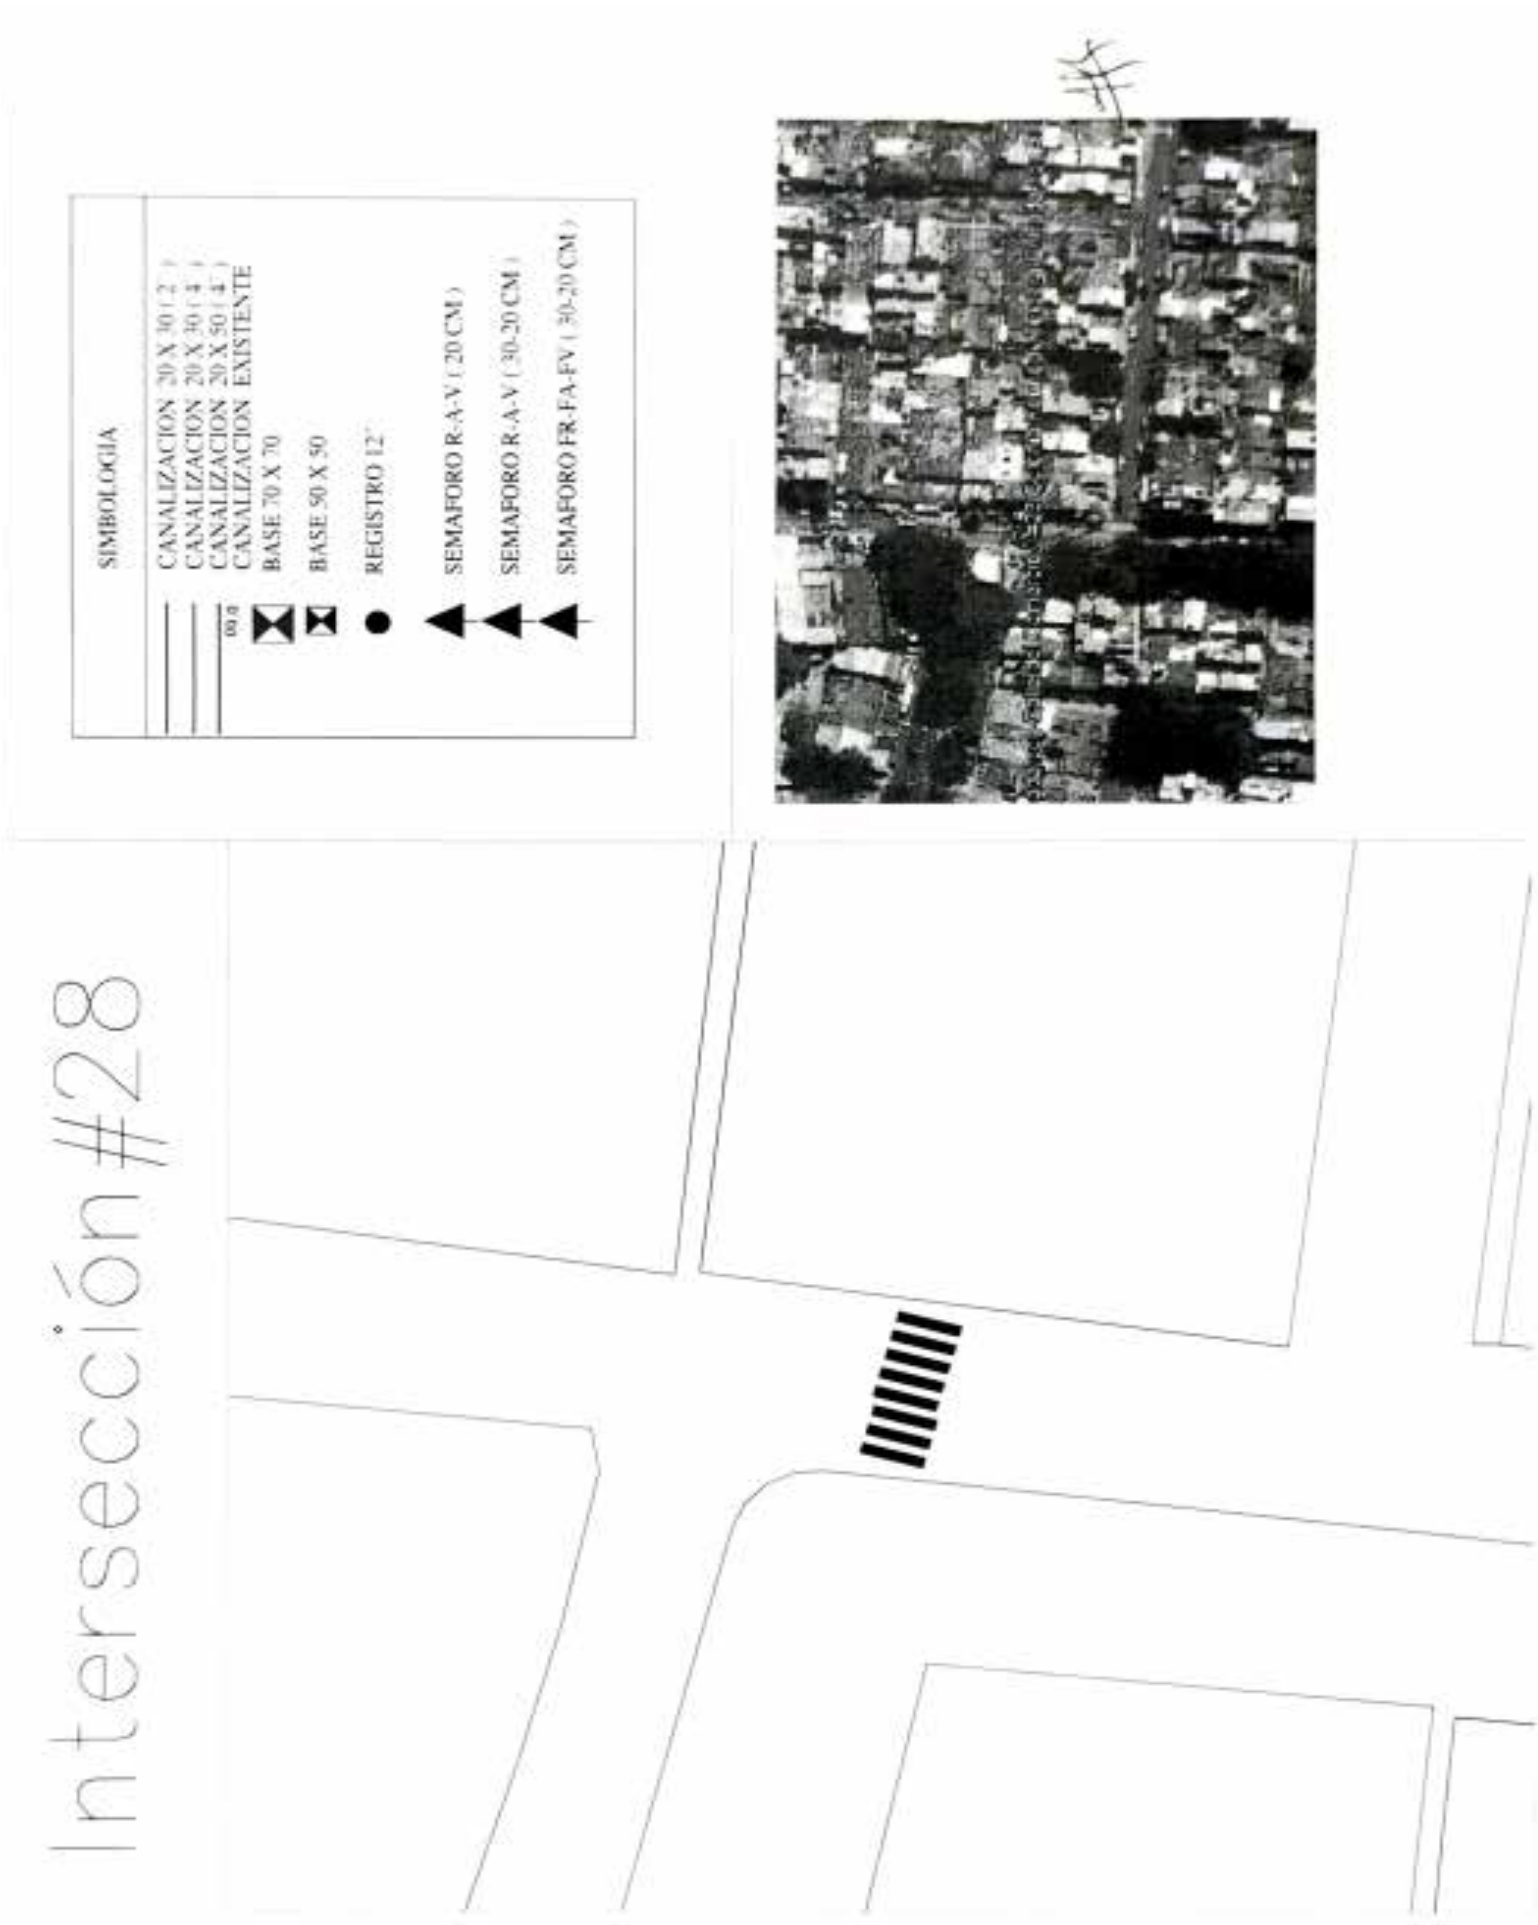 Intersección #28
SIMBOLOGIA
CANALIZACION 20 X 30 ( 2" )
CANALIZACION 20 X 30 ( 4" )
CANALIZACION 20 X 50 ( 4" )
CANALIZACION EXISTENTE
BASE 70 X 70
BASE 50 X 50
REGISTRO 12"
SEMAFORO R-A-V ( 20 CM )
SEMAFORO R-A-V ( 30-20 CM )
SEMAFORO FR-FA-FV ( 30-20 CM )